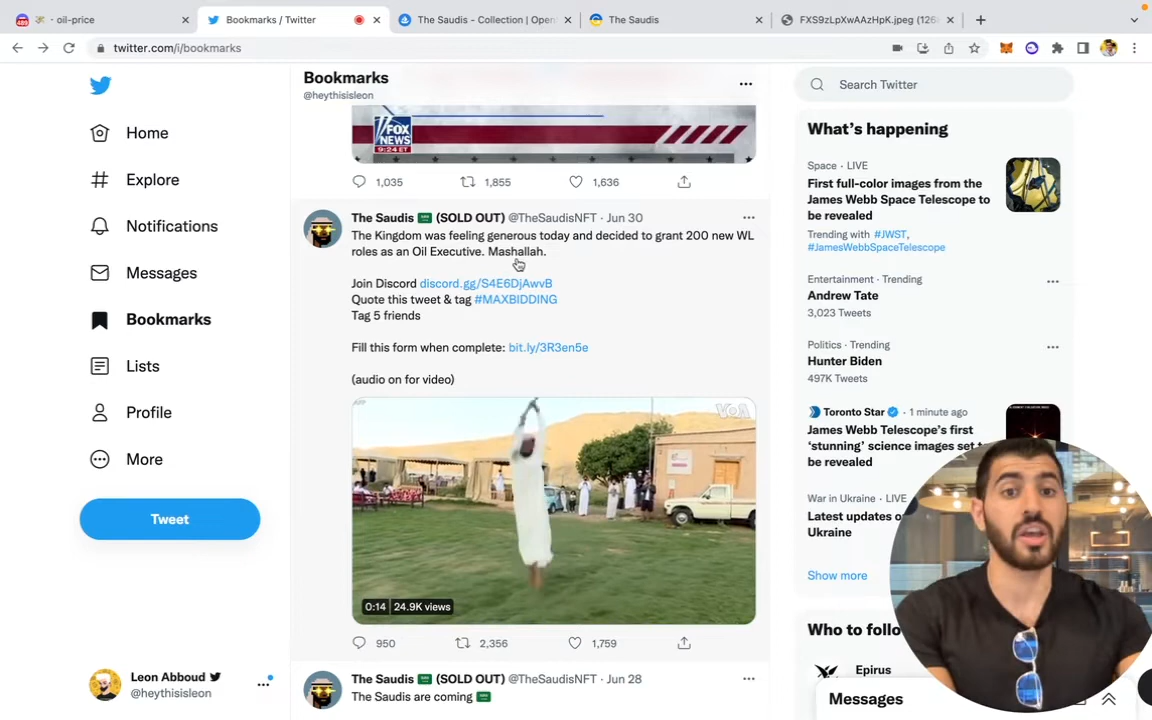 489
- oil-price
Bookmarks / Twitter
The Saudis - Collection | Open
The Saudis
FXS9zLpXwAAzHpK.jpeg (126
twitter.com/i/bookmarks
Home
Explore
Notifications
Messages
Bookmarks
Lists
Profile
More
Tweet
Leon Abboud
@heythisisleon
Bookmarks
@heythisisleon
FOX
NEWS
9:24 ET
1,035 1,855 1,636
The Saudis 🇸🇦 (SOLD OUT) @TheSaudisNFT · Jun 30
The Kingdom was feeling generous today and decided to grant 200 new WL
roles as an Oil Executive. Mashallah.
Join Discord discord.gg/S4E6DjAwvB
Quote this tweet & tag #MAXBIDDING
Tag 5 friends
Fill this form when complete: bit.ly/3R3en5e
(audio on for video)
AFP
VOA
0:14 24.9K views
950 2,356 1,759
The Saudis 🇸🇦 (SOLD OUT) @TheSaudisNFT · Jun 28
The Saudis are coming 🇸🇦
Search Twitter
What's happening
Space · LIVE
First full-color images from the
James Webb Space Telescope to
be revealed
Trending with #JWST,
#JamesWebbSpaceTelescope
Entertainment · Trending
Andrew Tate
3,023 Tweets
Politics · Trending
Hunter Biden
497K Tweets
Toronto Star · 1 minute ago
James Webb Telescope's first
'stunning' science images set to
be revealed
War in Ukraine · LIVE
Latest updates o
Ukraine
Show more
Who to follo
Epirus
Messages